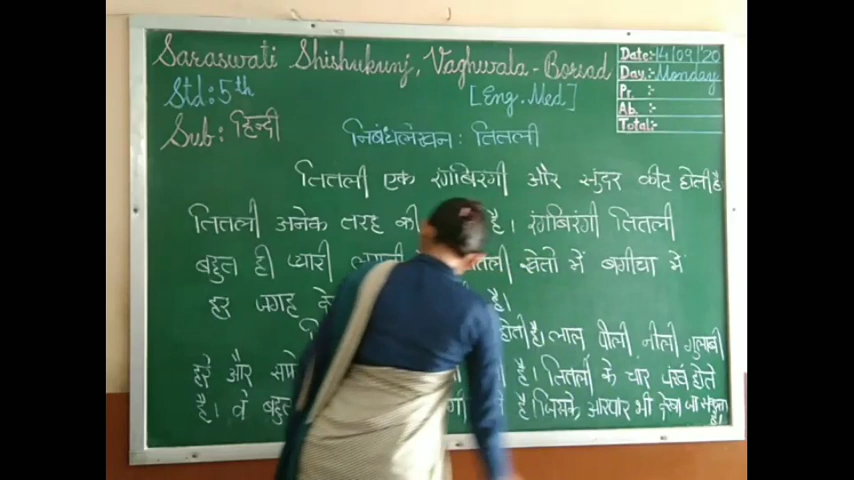 Saraswati Shishukunj, Vaghwala - Borsad
Date:- 14/09/'20
Day:- Monday
Pr. :-
Ab. :-
Total:-
Std: 5th
[Eng. Med]
Sub: हिन्दी
निबंधलेखन : तितली
तितली एक रंगबिरंगी और सुंदर कीट होती है
तितली अनेक तरह की है। रंगबिरंगी तितली
बहुत ही प्यारी खेतो में बगीचा में
हर जगह के है।
होती है। लाल पीली नीली गुलाबी
हरे और है। तितली के चार पंख होते
है। वे बहुत है। जिसके आरपार भी देखा जा सकता
है।